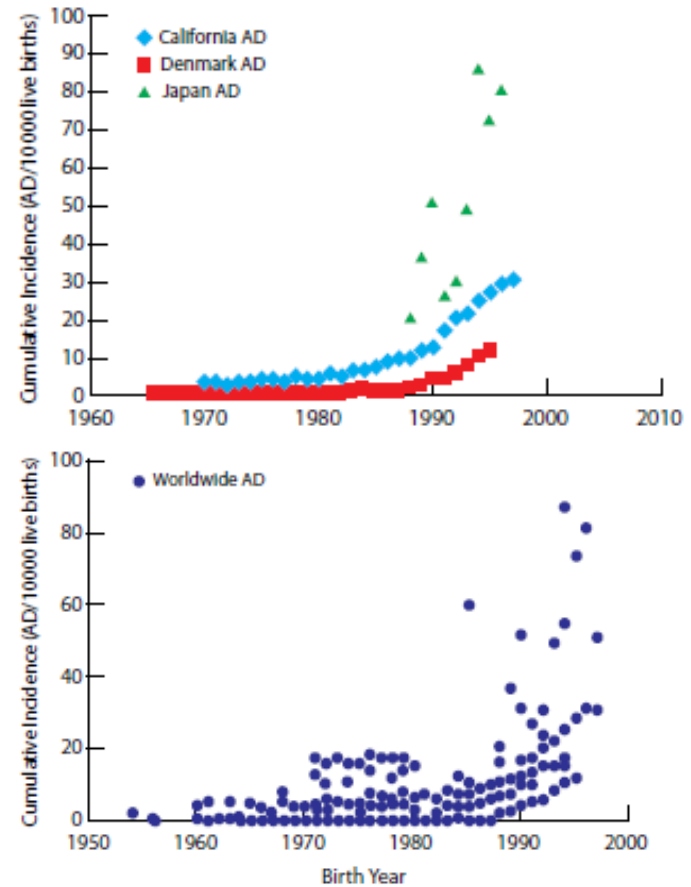 Cumulative Incidence (AD/10000 live births)
100
90
80
70
60
50
40
30
20
10
0
California AD
Denmark AD
Japan AD
1960 1970 1980 1990 2000 2010
Cumulative Incidence (AD/10000 live births)
100
80
60
40
20
0
Worldwide AD
1950 1960 1970 1980 1990 2000
Birth Year